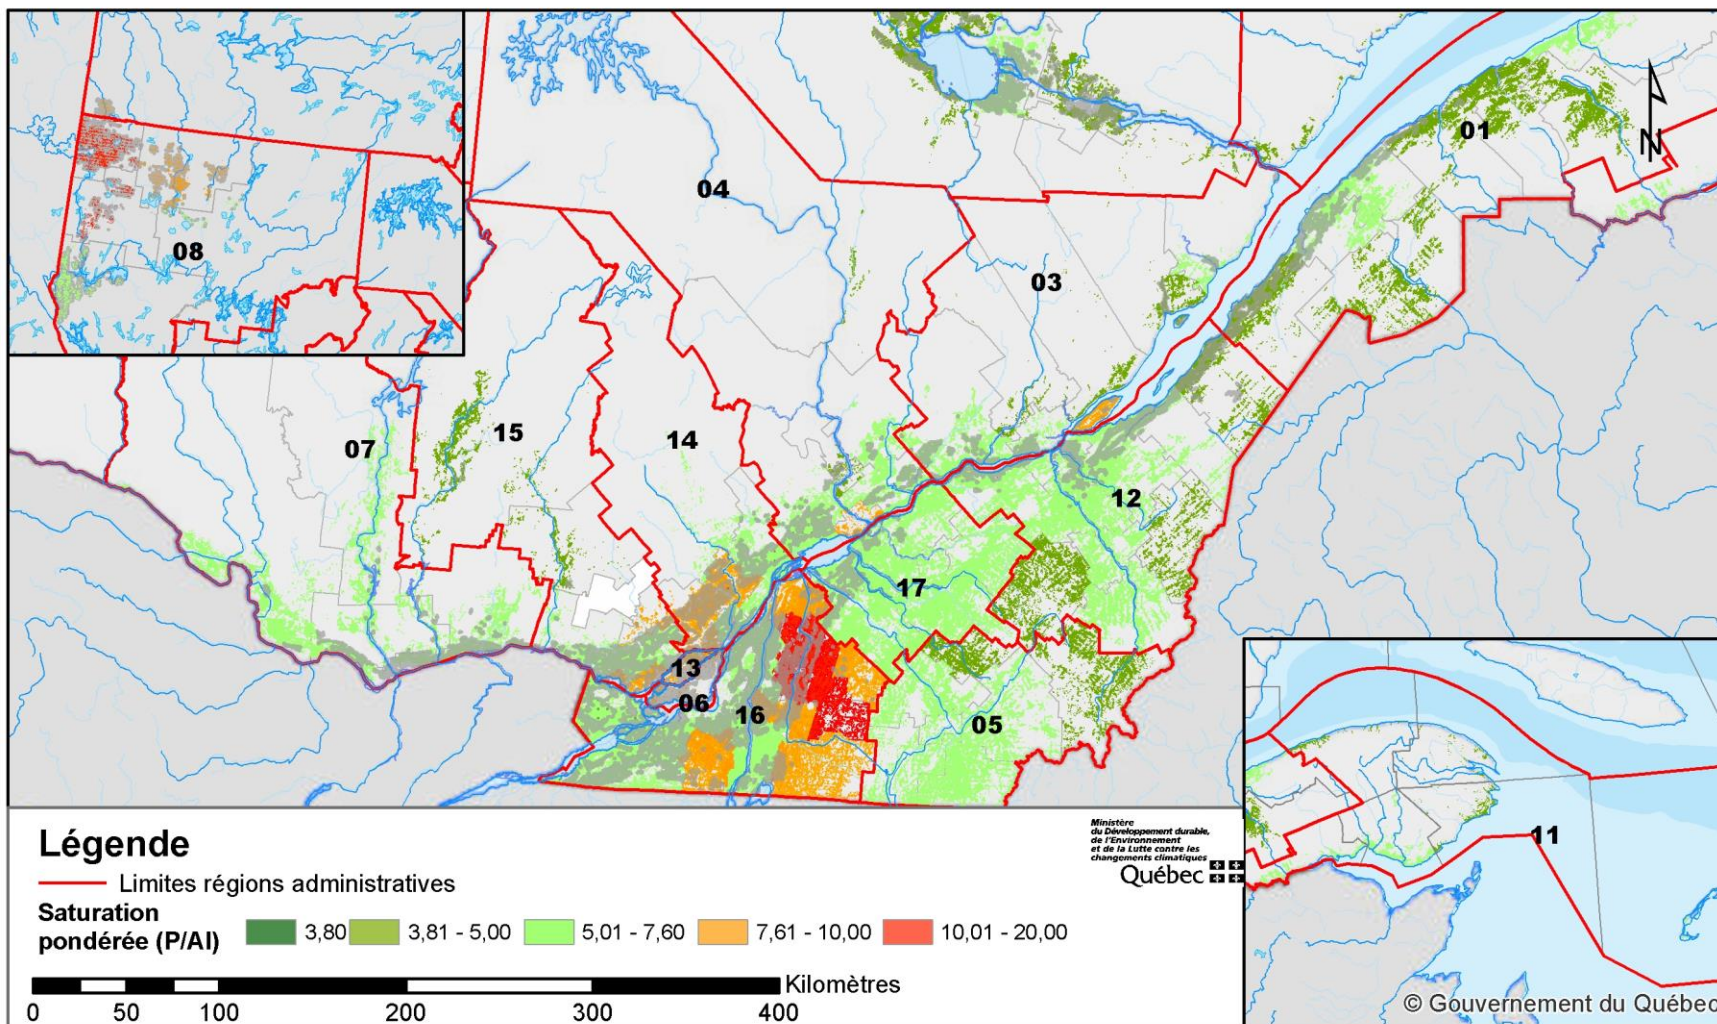 08
04
03
01
N
07
15
14
12
17
13
06
16
05
11
Légende
Limites régions administratives
Saturation
pondérée (P/Al)
3,80
3,81 - 5,00
5,01 - 7,60
7,61 - 10,00
10,01 - 20,00
Kilomètres
0 50 100 200 300 400
Ministère
du Développement durable,
de l'Environnement
et de la Lutte contre les
changements climatiques
Québec
© Gouvernement du Québec